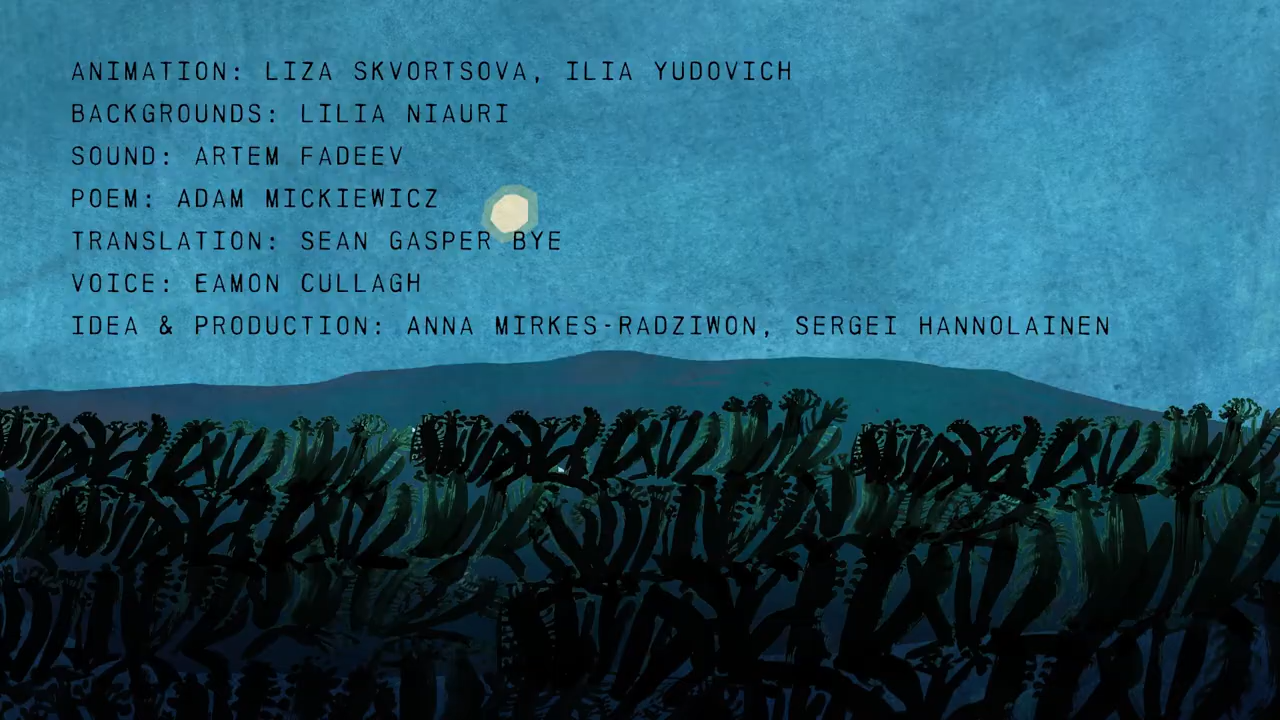 ANIMATION: LIZA SKVORTSOVA, ILIA YUDOVICH
BACKGROUNDS: LILIA NIAURI
SOUND: ARTEM FADEEV
POEM: ADAM MICKIEWICZ
TRANSLATION: SEAN GASPER BYE
VOICE: EAMON CULLAGH
IDEA & PRODUCTION: ANNA MIRKES-RADZIWON, SERGEI HANNOLAINEN